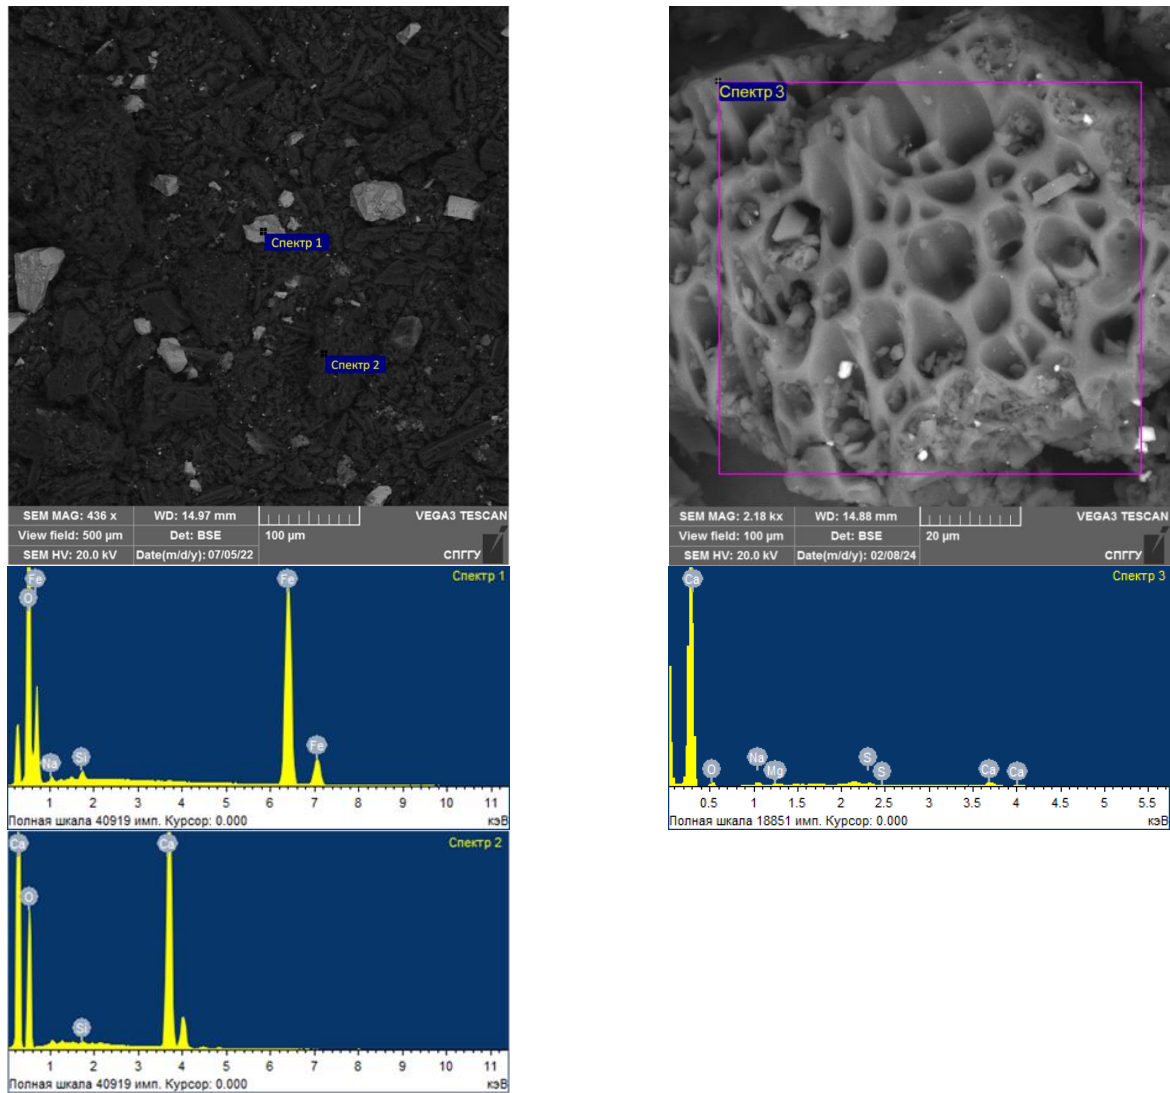 Спектр 1
Спектр 2
SEM MAG: 436 x WD: 14.97 mm VEGA3 TESCAN
View field: 500 µm Det: BSE 100 µm
SEM HV: 20.0 kV Date(m/d/y): 07/05/22 СПГГУ
Спектр 3
SEM MAG: 2.18 kx WD: 14.88 mm VEGA3 TESCAN
View field: 100 µm Det: BSE 20 µm
SEM HV: 20.0 kV Date(m/d/y): 02/08/24 СПГГУ
Спектр 1
Fe Fe
O
Fe
Na Si
1 2 3 4 5 6 7 8 9 10 11
Полная шкала 40919 имп. Курсор: 0.000 кэВ
Спектр 3
Ca
S
Na
O Mg S Ca Ca
0.5 1 1.5 2 2.5 3 3.5 4 4.5 5 5.5
Полная шкала 18851 имп. Курсор: 0.000 кэВ
Спектр 2
Ca Ca
O
Si
1 2 3 4 5 6 7 8 9 10 11
Полная шкала 40919 имп. Курсор: 0.000 кэВ